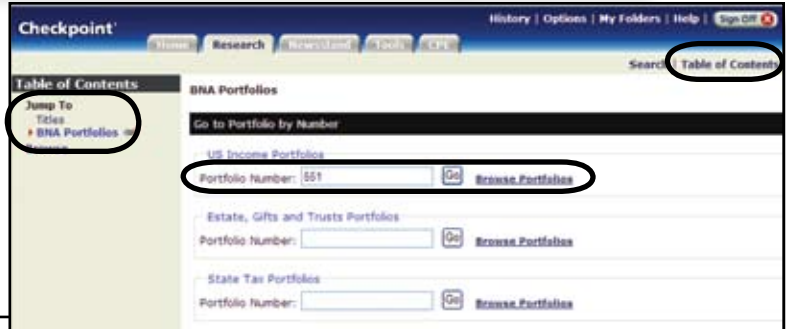 Checkpoint'
History | Options | My Folders | Help | Sign Off
Home Research Newsstand Tools CPE
Search | Table of Contents
Table of Contents
Jump To
Titles
BNA Portfolios
Browse
BNA Portfolios
Go to Portfolio by Number
US Income Portfolios
Portfolio Number: 551 Go Browse Portfolios
Estate, Gifts and Trusts Portfolios
Portfolio Number: Go Browse Portfolios
State Tax Portfolios
Portfolio Number: Go Browse Portfolios